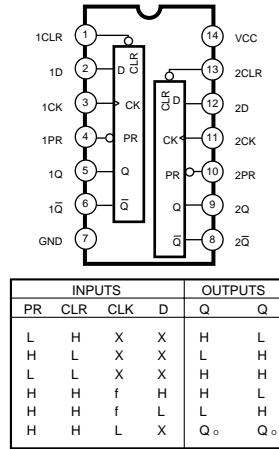 1CLR 1 14 VCC
CLR
1D 2 D 13 2CLR
CLR
1CK 3 CK D 12 2D
1PR 4 PR CK 11 2CK
1Q 5 Q PR 10 2PR
1Q̅ 6 Q̅ Q 9 2Q
GND 7 Q̅ 8 2Q̅
INPUTS OUTPUTS
PR CLR CLK D Q Q
L H X X H L
H L X X L H
L L X X H H
H H f H H L
H H f L L H
H H L X Qo Qo